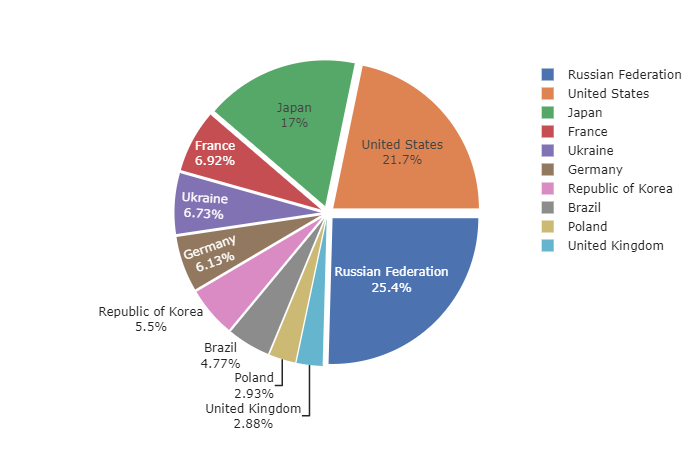 Japan
17%
United States
21.7%
France
6.92%
Ukraine
6.73%
Germany
6.13%
Russian Federation
25.4%
Republic of Korea
5.5%
Brazil
4.77%
Poland
2.93%
United Kingdom
2.88%
Russian Federation
United States
Japan
France
Ukraine
Germany
Republic of Korea
Brazil
Poland
United Kingdom